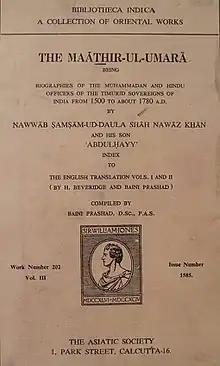 BIBLIOTHECA INDICA
A COLLECTION OF ORIENTAL WORKS
THE MAĀṮHIR-UL-UMARĀ
BEING
BIOGRAPHIES OF THE MUḤAMMADAN AND HINDU
OFFICERS OF THE TIMURID SOVEREIGNS OF
INDIA FROM 1500 TO ABOUT 1780 A.D.
BY
NAWWĀB ṢAMṢĀM-UD-DAULA SHĀH NAWĀZ KHĀN
AND HIS SON
'ABDULḤAYY
INDEX
TO
THE ENGLISH TRANSLATION VOLS. I AND II
(BY H. BEVERIDGE AND BAINI PRASHAD)
COMPILED BY
BAINI PRASHAD, D.SC., F.A.S.
SIR WILLIAM JONES
MDCCXLVI-MDCCXCIV
Work Number 202
Vol. III
Issue Number
1585.
THE ASIATIC SOCIETY
1, PARK STREET, CALCUTTA-16